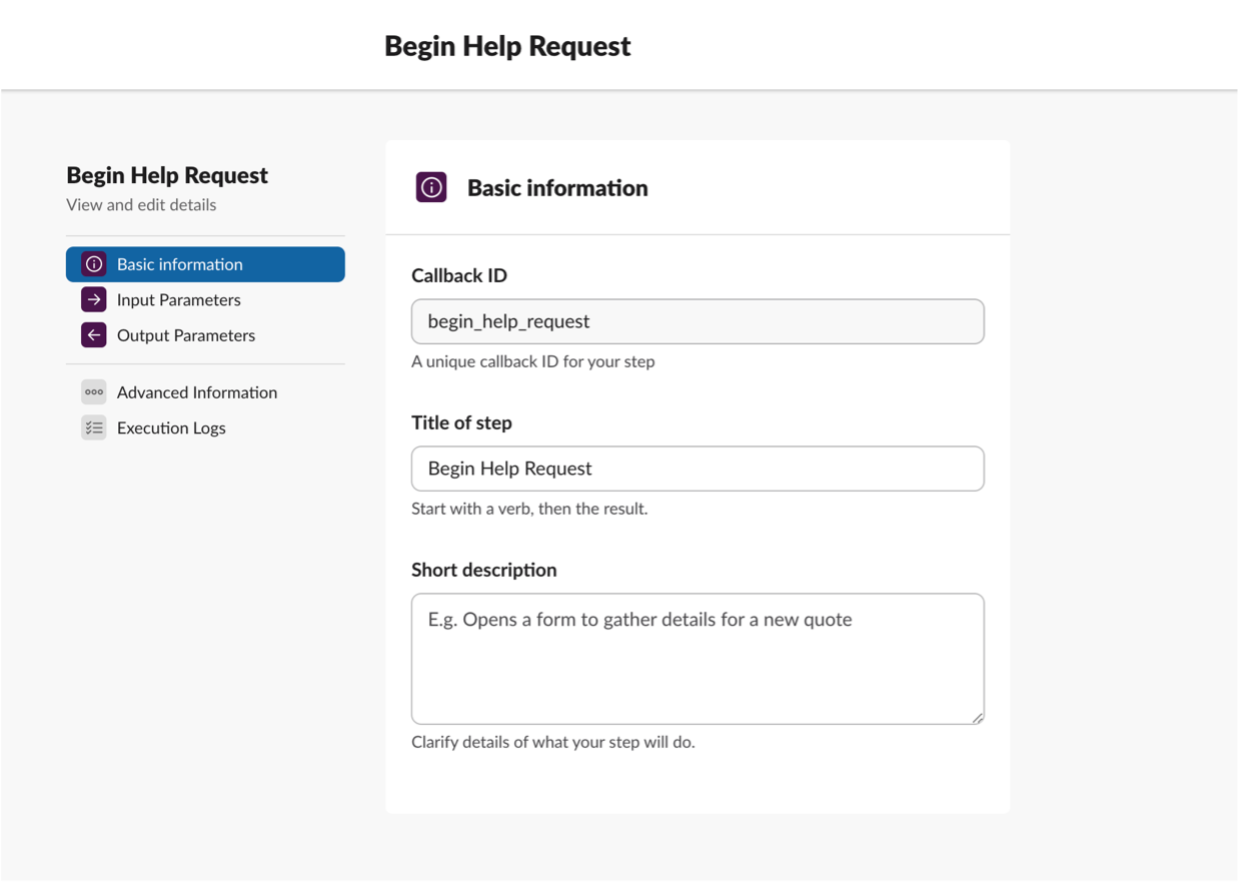 Begin Help Request
Begin Help Request
View and edit details
Basic information
Input Parameters
Output Parameters
Advanced Information
Execution Logs
Basic information
Callback ID
begin_help_request
A unique callback ID for your step
Title of step
Begin Help Request
Start with a verb, then the result.
Short description
E.g. Opens a form to gather details for a new quote
Clarify details of what your step will do.